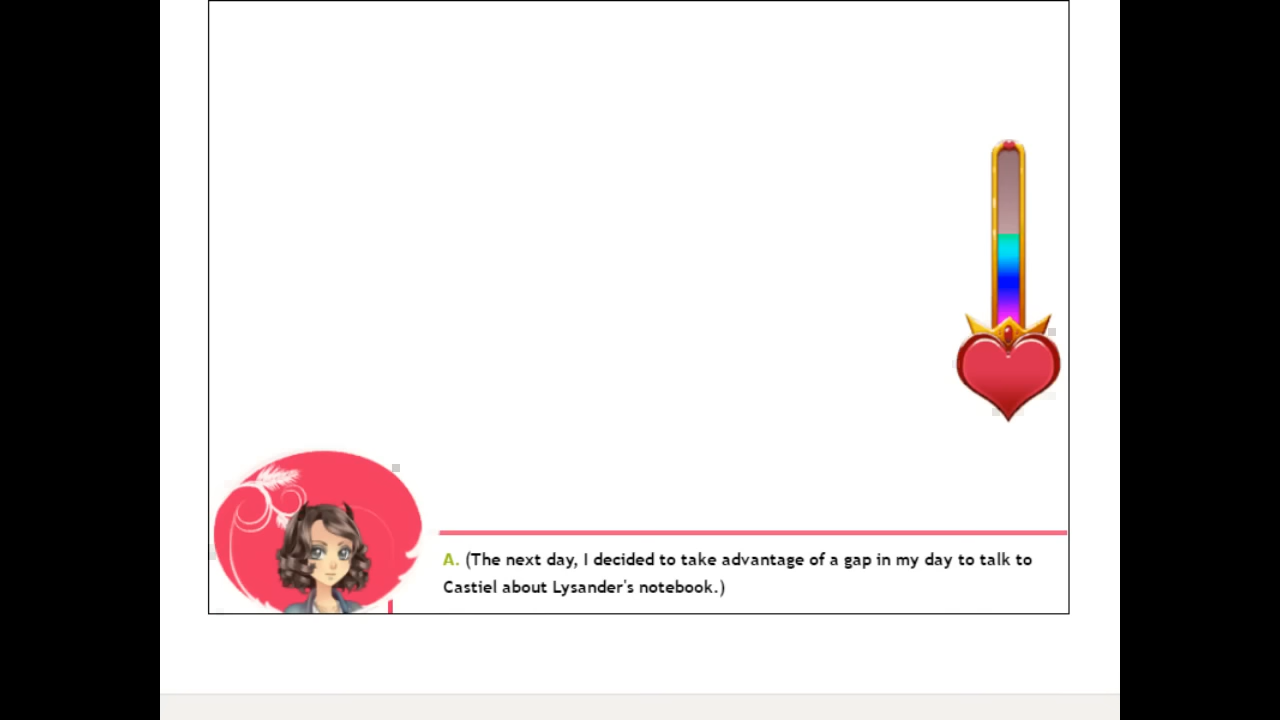 A. (The next day, I decided to take advantage of a gap in my day to talk to
Castiel about Lysander's notebook.)